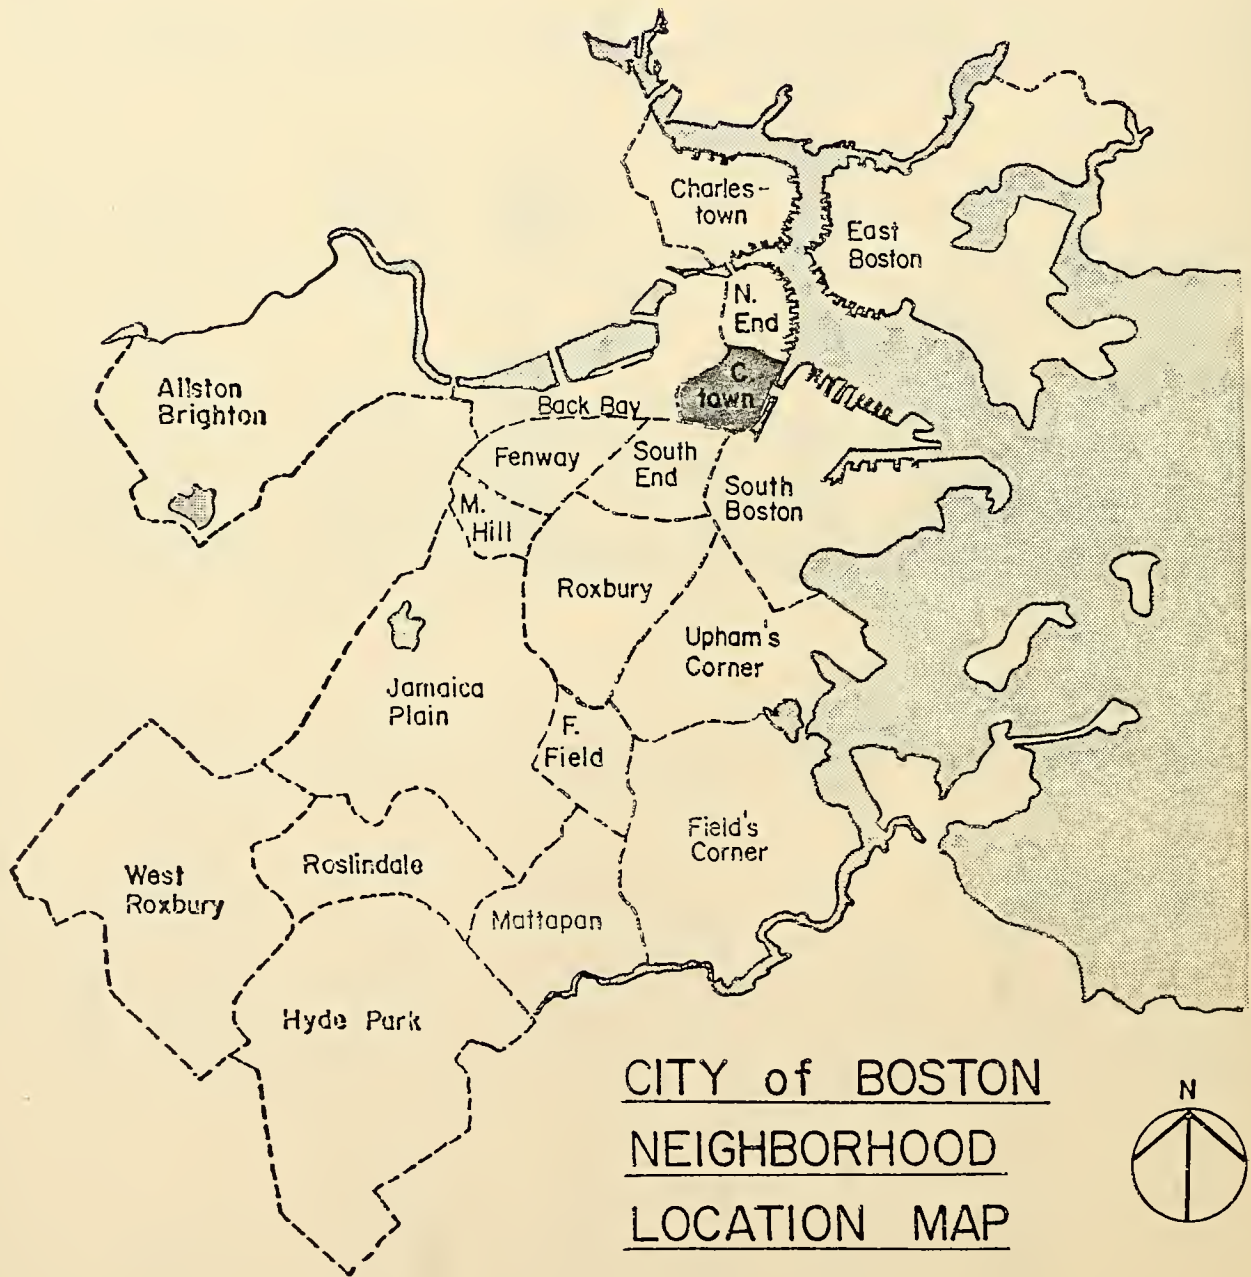 Charles-
town
East
Boston
N.
End
C.
town
Allston
Brighton
Back Bay
Fenway
South
End
South
Boston
M.
Hill
Roxbury
Upham's
Corner
Jamaica
Plain
F.
Field
Field's
Corner
Roslindale
West
Roxbury
Mattapan
Hyde Park
CITY of BOSTON
NEIGHBORHOOD
LOCATION MAP
N